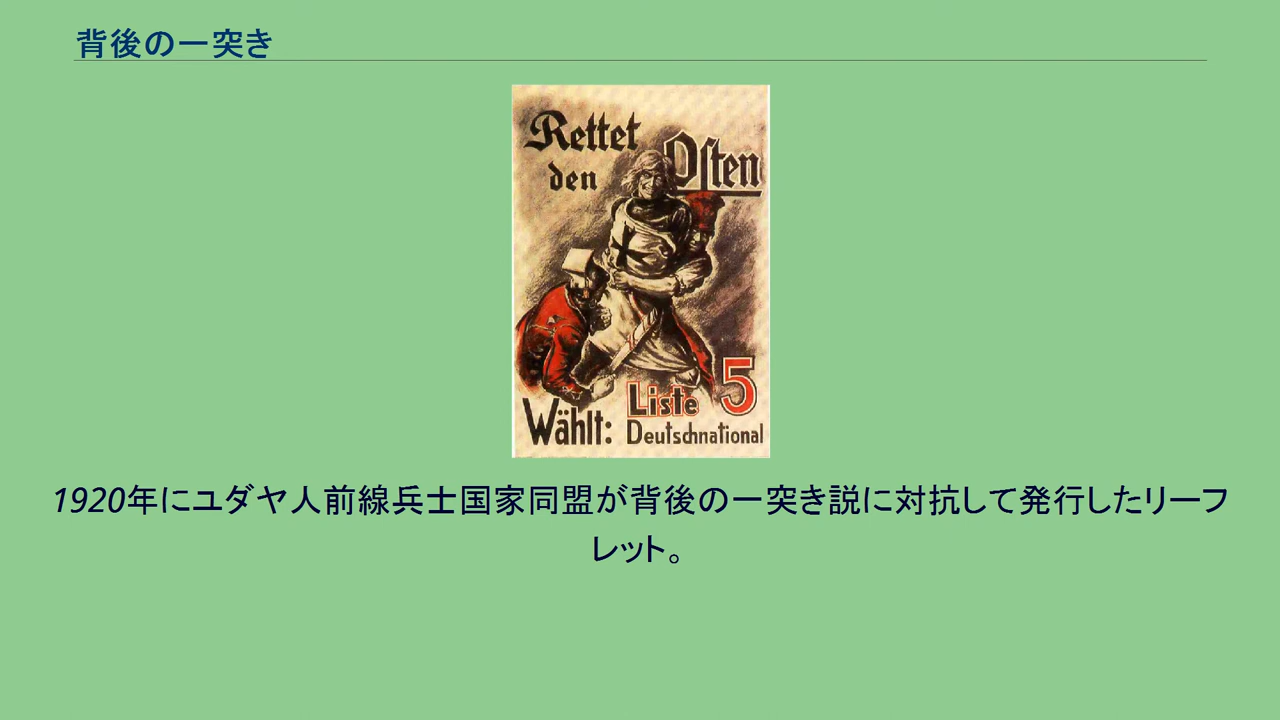 背後の一突き
Rettet
den Osten
Wählt: Liste 5
Deutschnational
1920年にユダヤ人前線兵士国家同盟が背後の一突き説に対抗して発行したリーフ
レット。